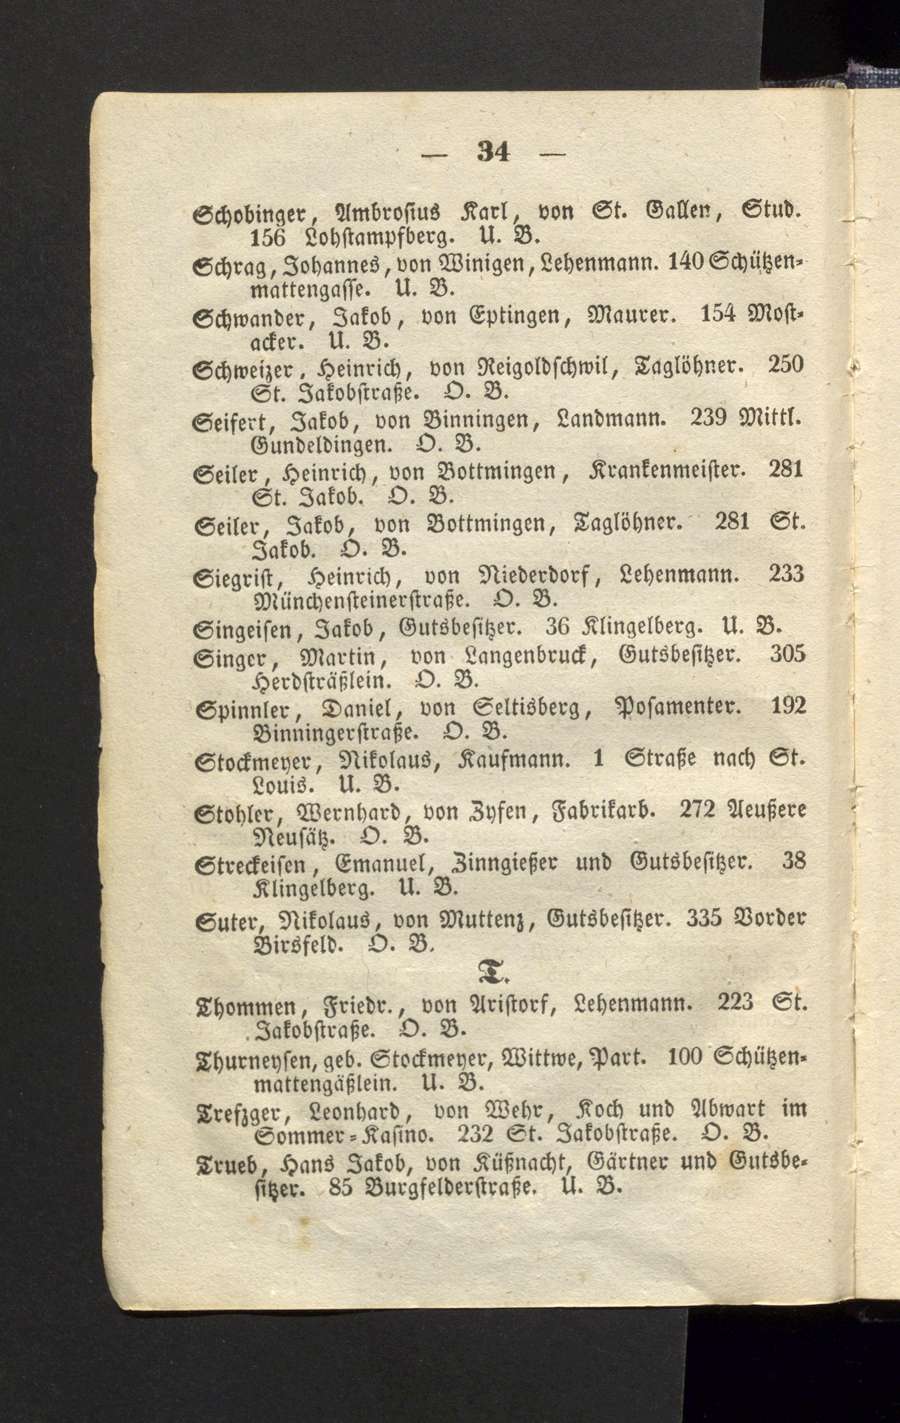 — 34 —
Schobinger, Ambrosius Karl, von St. Gallen, Stud.
156 Lohstampfberg. U. B.
Schrag, Johannes, von Winigen, Lehenmann. 140 Schützen-
mattengasse. U. B.
Schwander, Jakob, von Eptingen, Maurer. 154 Most-
acker. U. B.
Schweizer, Heinrich, von Reigoldschwil, Taglöhner. 250
St. Jakobstraße. O. B.
Seifert, Jakob, von Binningen, Landmann. 239 Mittl.
Gundeldingen. O. B.
Seiler, Heinrich, von Bottmingen, Krankenmeister. 281
St. Jakob. O. B.
Seiler, Jakob, von Bottmingen, Taglöhner. 281 St.
Jakob. O. B.
Siegrist, Heinrich, von Niederdorf, Lehenmann. 233
Münchensteinerstraße. O. B.
Singeisen, Jakob, Gutsbesitzer. 36 Klingelberg. U. B.
Singer, Martin, von Langenbruck, Gutsbesitzer. 305
Herdsträßlein. O. B.
Spinnler, Daniel, von Seltisberg, Posamenter. 192
Binningerstraße. O. B.
Stockmeyer, Nikolaus, Kaufmann. 1 Straße nach St.
Louis. U. B.
Stohler, Wernhard, von Zyfen, Fabrikarb. 272 Aeußere
Neusätz. O. B.
Streckeisen, Emanuel, Zinngießer und Gutsbesitzer. 38
Klingelberg. U. B.
Suter, Nikolaus, von Muttenz, Gutsbesitzer. 335 Vorder
Birsfeld. O. B.
T.
Thommen, Friedr., von Aristorf, Lehenmann. 223 St.
Jakobstraße. O. B.
Thurneysen, geb. Stockmeyer, Wittwe, Part. 100 Schützen-
mattengäßlein. U. B.
Trefzger, Leonhard, von Wehr, Koch und Abwart im
Sommer-Kasino. 232 St. Jakobstraße. O. B.
Trueb, Hans Jakob, von Küßnacht, Gärtner und Gutsbe-
sitzer. 85 Burgfelderstraße. U. B.